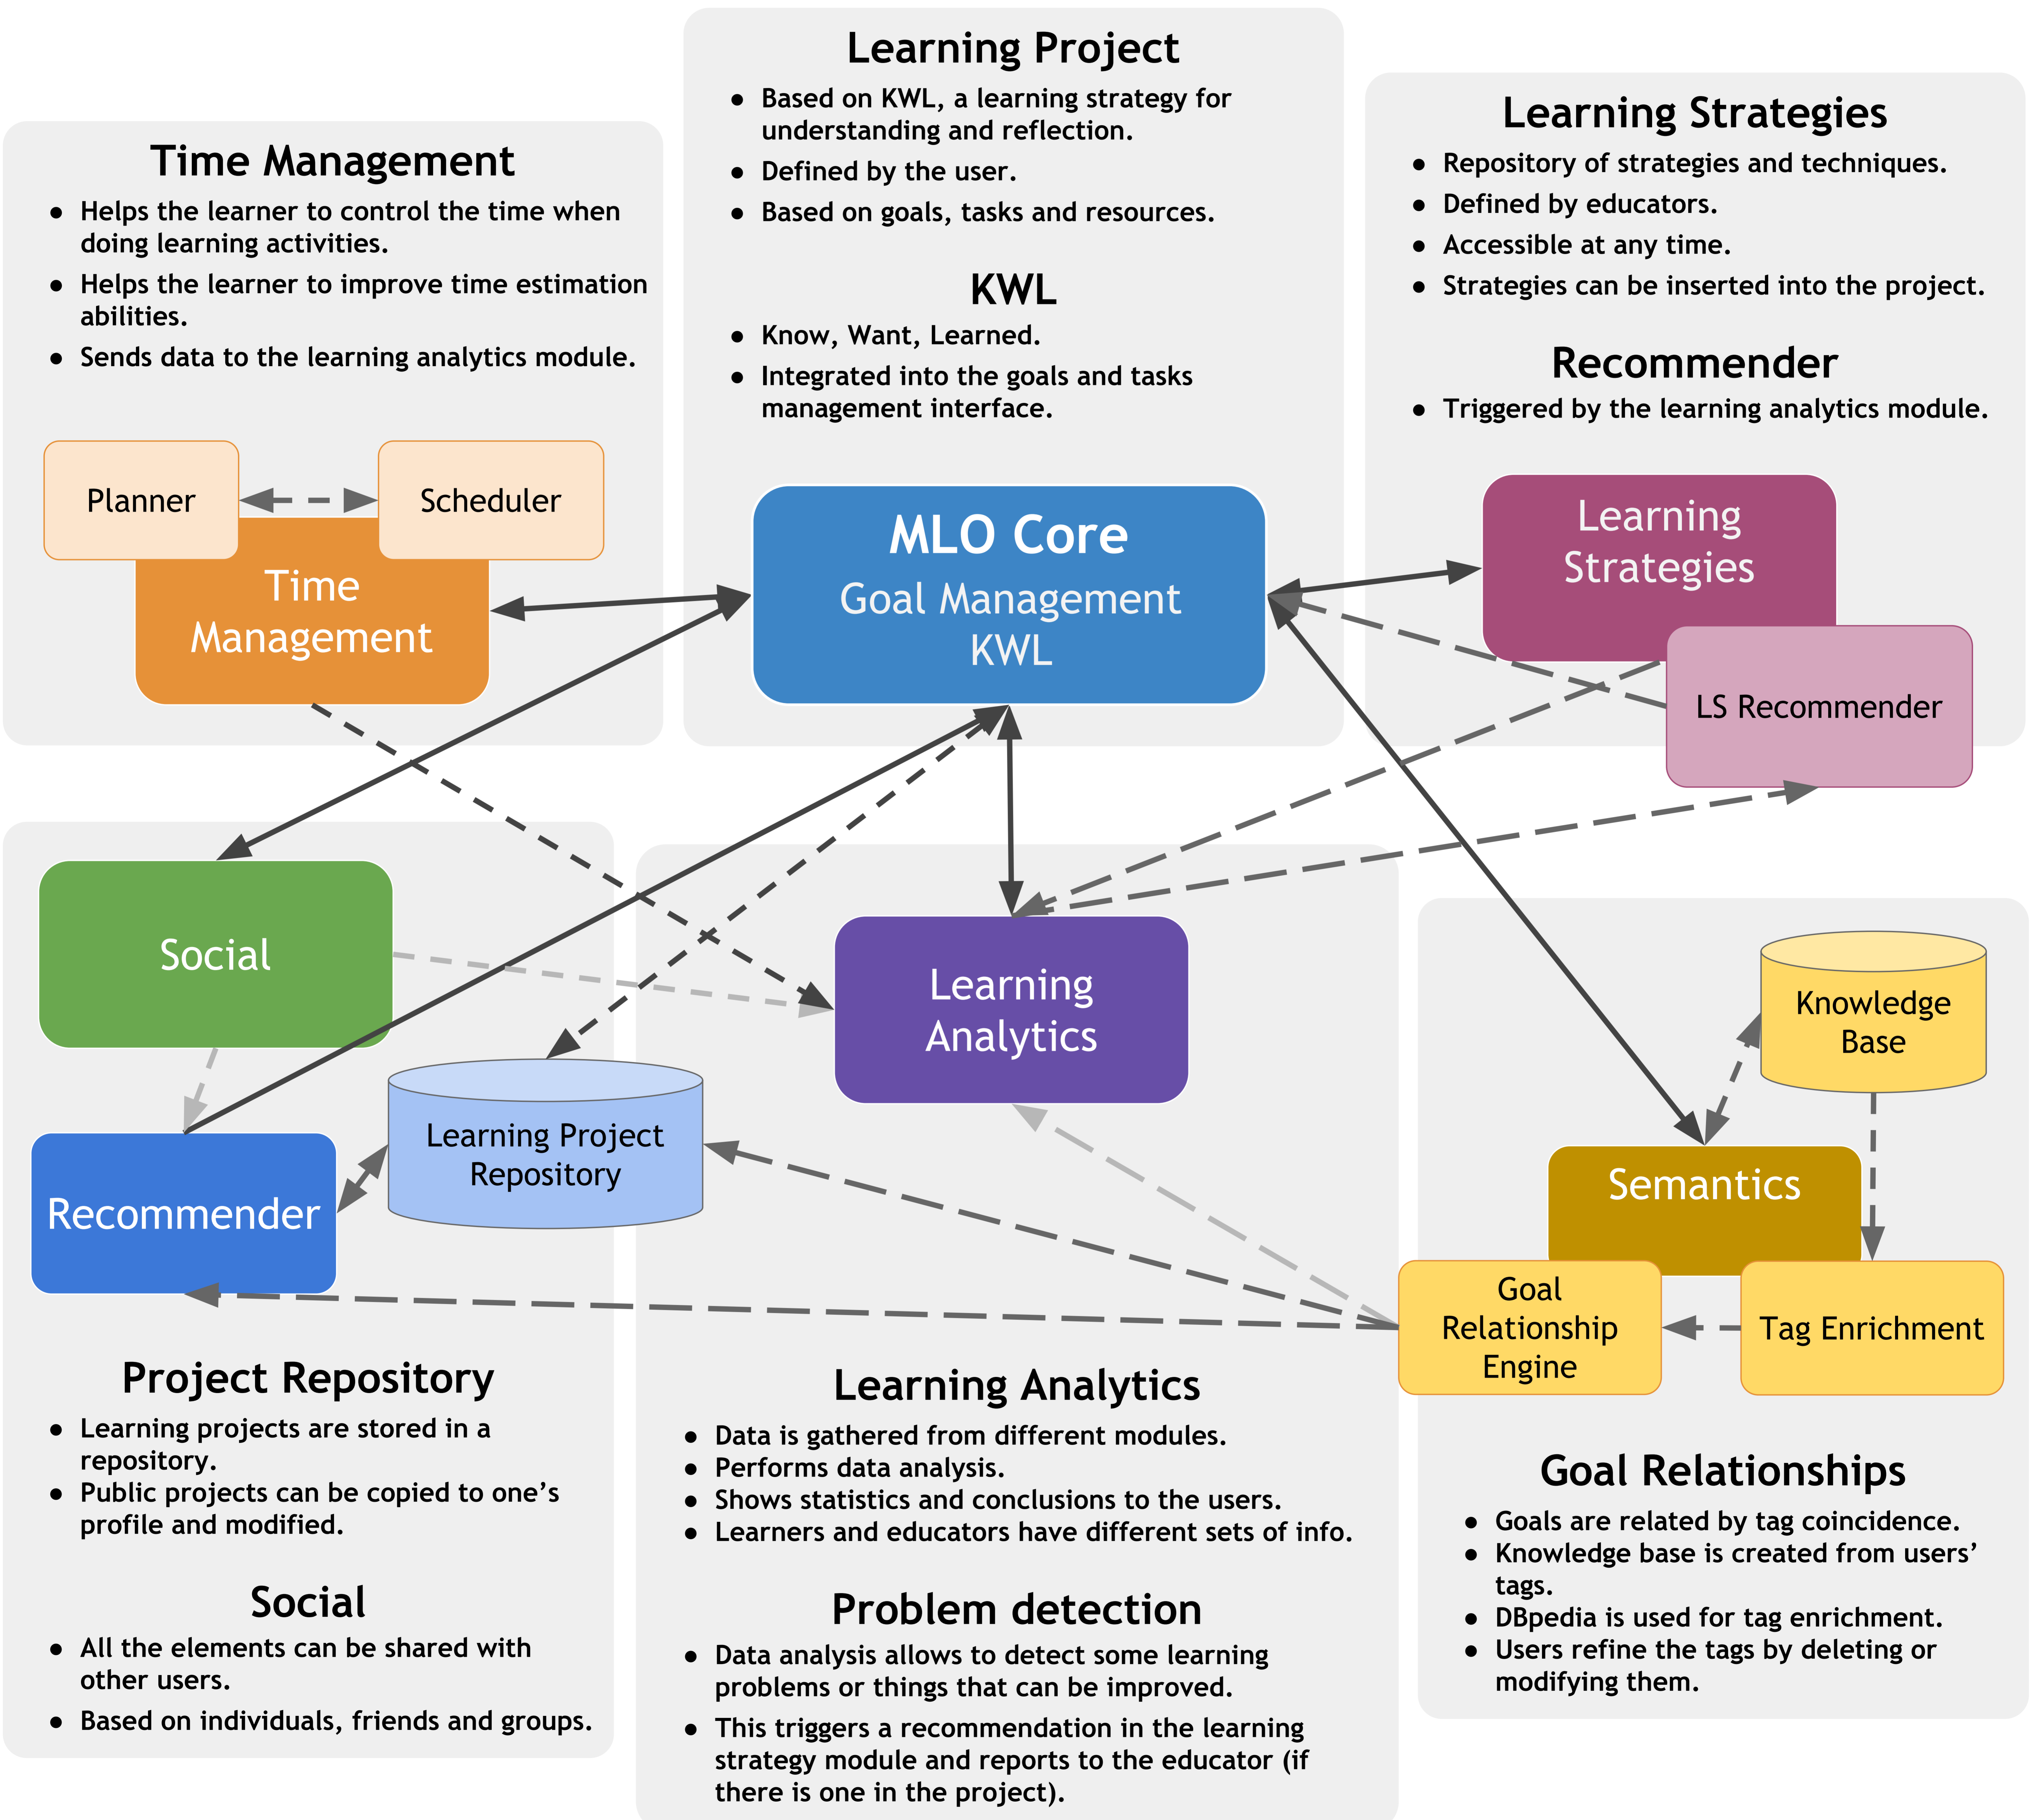 Learning Project
● Based on KWL, a learning strategy for
understanding and reflection.
● Defined by the user.
● Based on goals, tasks and resources.
KWL
● Know, Want, Learned.
● Integrated into the goals and tasks
management interface.
MLO Core
Goal Management
KWL
Time Management
● Helps the learner to control the time when
doing learning activities.
● Helps the learner to improve time estimation
abilities.
● Sends data to the learning analytics module.
Planner
Scheduler
Time
Management
Learning Strategies
● Repository of strategies and techniques.
● Defined by educators.
● Accessible at any time.
● Strategies can be inserted into the project.
Recommender
● Triggered by the learning analytics module.
Learning
Strategies
LS Recommender
Social
Recommender
Learning Project
Repository
Project Repository
● Learning projects are stored in a
repository.
● Public projects can be copied to one’s
profile and modified.
Social
● All the elements can be shared with
other users.
● Based on individuals, friends and groups.
Learning
Analytics
Learning Analytics
● Data is gathered from different modules.
● Performs data analysis.
● Shows statistics and conclusions to the users.
● Learners and educators have different sets of info.
Problem detection
● Data analysis allows to detect some learning
problems or things that can be improved.
● This triggers a recommendation in the learning
strategy module and reports to the educator (if
there is one in the project).
Knowledge
Base
Semantics
Goal
Relationship
Engine
Tag Enrichment
Goal Relationships
● Goals are related by tag coincidence.
● Knowledge base is created from users’
tags.
● DBpedia is used for tag enrichment.
● Users refine the tags by deleting or
modifying them.